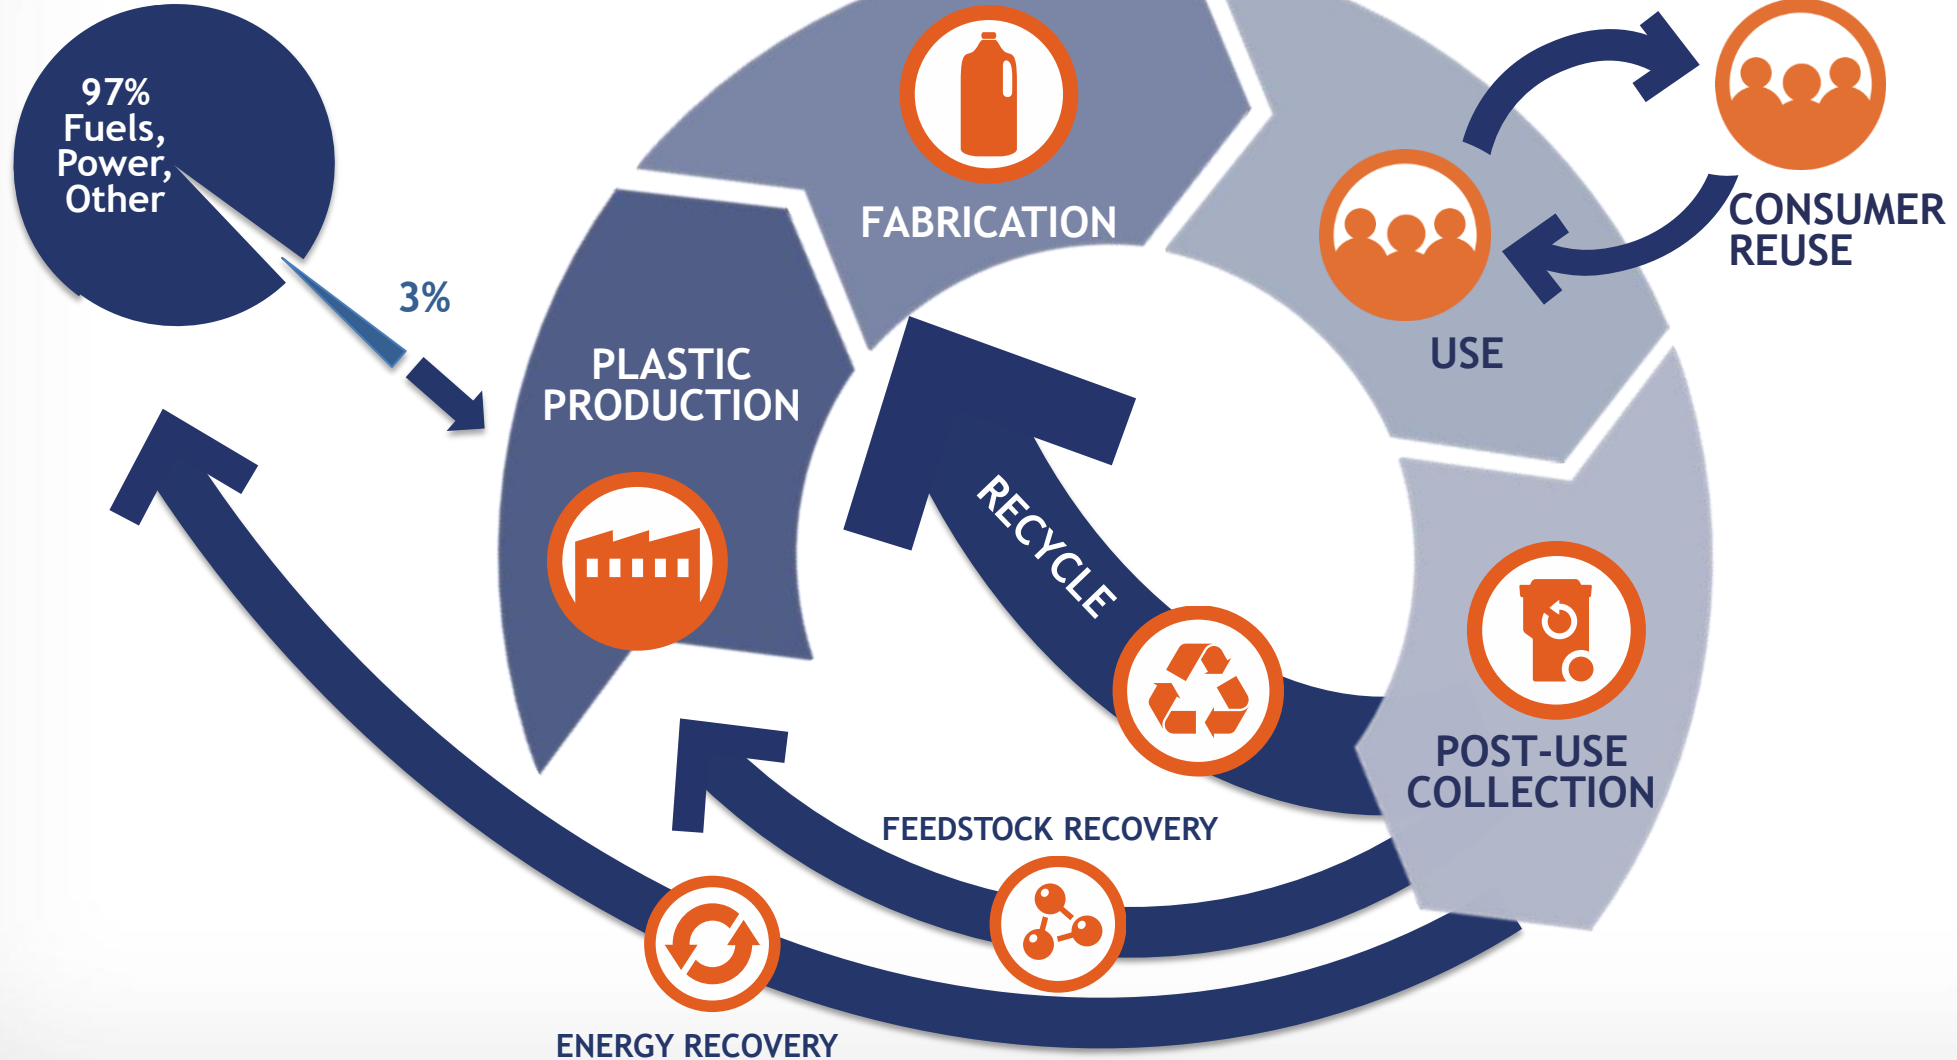 97%
Fuels,
Power,
Other
3%
PLASTIC
PRODUCTION
FABRICATION
USE
CONSUMER
REUSE
RECYCLE
POST-USE
COLLECTION
FEEDSTOCK RECOVERY
ENERGY RECOVERY